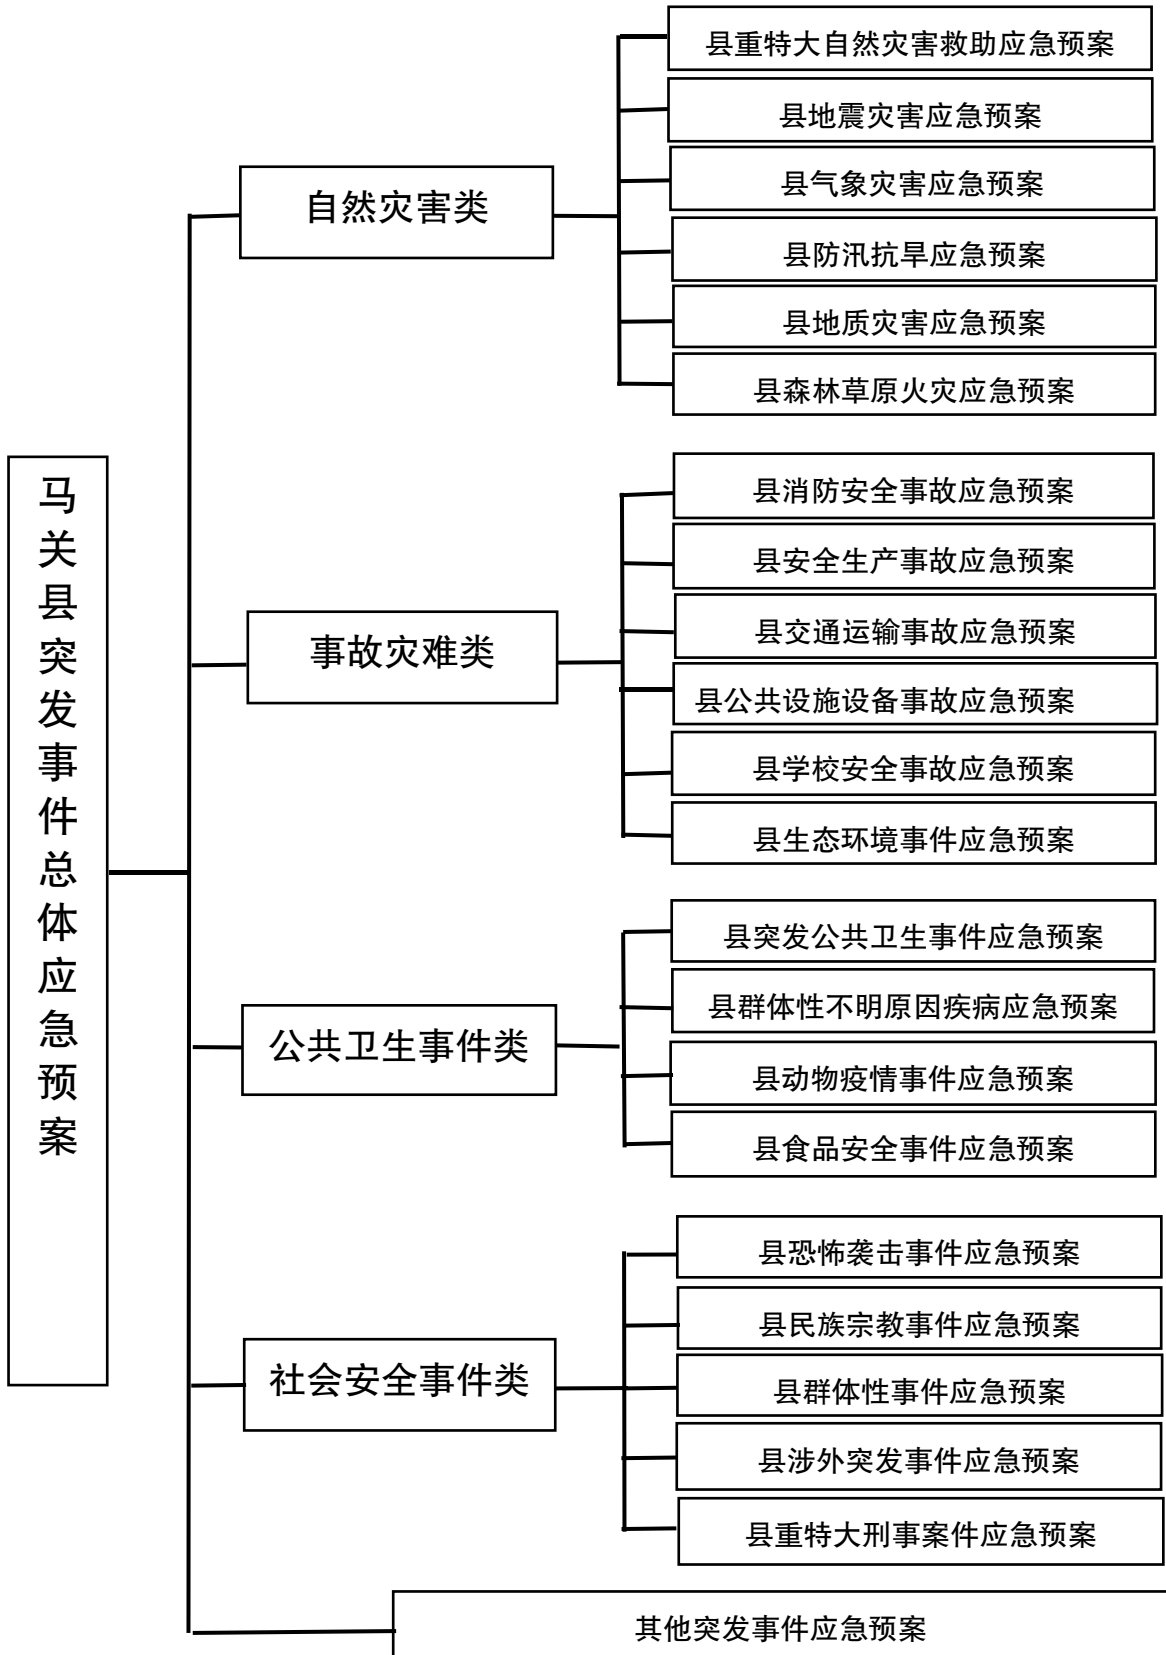 马关县突发事件总体应急预案
自然灾害类
县重特大自然灾害救助应急预案
县地震灾害应急预案
县气象灾害应急预案
县防汛抗旱应急预案
县地质灾害应急预案
县森林草原火灾应急预案
事故灾难类
县消防安全事故应急预案
县安全生产事故应急预案
县交通运输事故应急预案
县公共设施设备事故应急预案
县学校安全事故应急预案
县生态环境事件应急预案
公共卫生事件类
县突发公共卫生事件应急预案
县群体性不明原因疾病应急预案
县动物疫情事件应急预案
县食品安全事件应急预案
社会安全事件类
县恐怖袭击事件应急预案
县民族宗教事件应急预案
县群体性事件应急预案
县涉外突发事件应急预案
县重特大刑事案件应急预案
其他突发事件应急预案